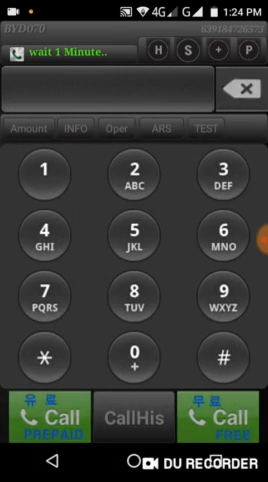 4G G 1:24 PM
BYD070 639184726573
wait 1 Minute.. H S + P
Amount INFO Oper ARS TEST
1 2 3
ABC DEF
4 5 6
GHI JKL MNO
7 8 9
PQRS TUV WXYZ
* 0 #
+
유료 무료
Call CallHis Call
PREPAID FREE
DU RECORDER